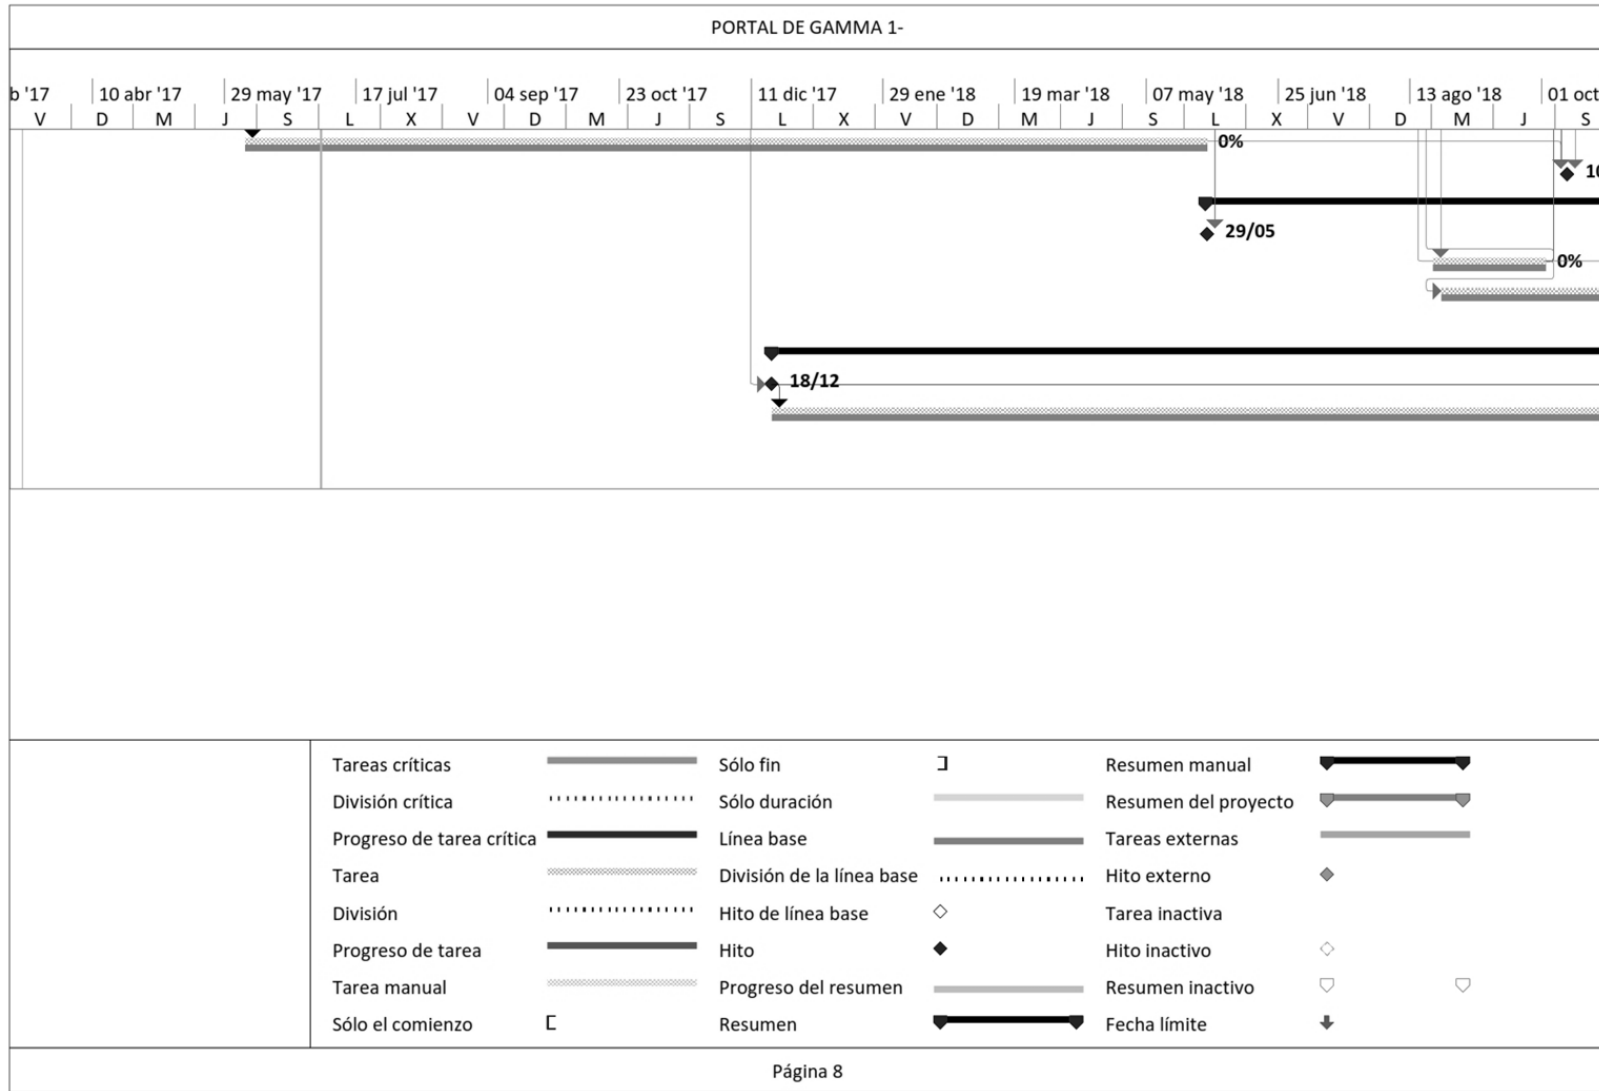 PORTAL DE GAMMA 1-
b '17 10 abr '17 29 may '17 17 jul '17 04 sep '17 23 oct '17 11 dic '17 29 ene '18 19 mar '18 07 may '18 25 jun '18 13 ago '18 01 oct
V D M J S L X V D M J S L X V D M J S L X V D M J S
0%
10
29/05
0%
18/12
Tareas críticas Sólo fin Resumen manual
División crítica Sólo duración Resumen del proyecto
Progreso de tarea crítica Línea base Tareas externas
Tarea División de la línea base Hito externo
División Hito de línea base Tarea inactiva
Progreso de tarea Hito Hito inactivo
Tarea manual Progreso del resumen Resumen inactivo
Sólo el comienzo Resumen Fecha límite
Página 8